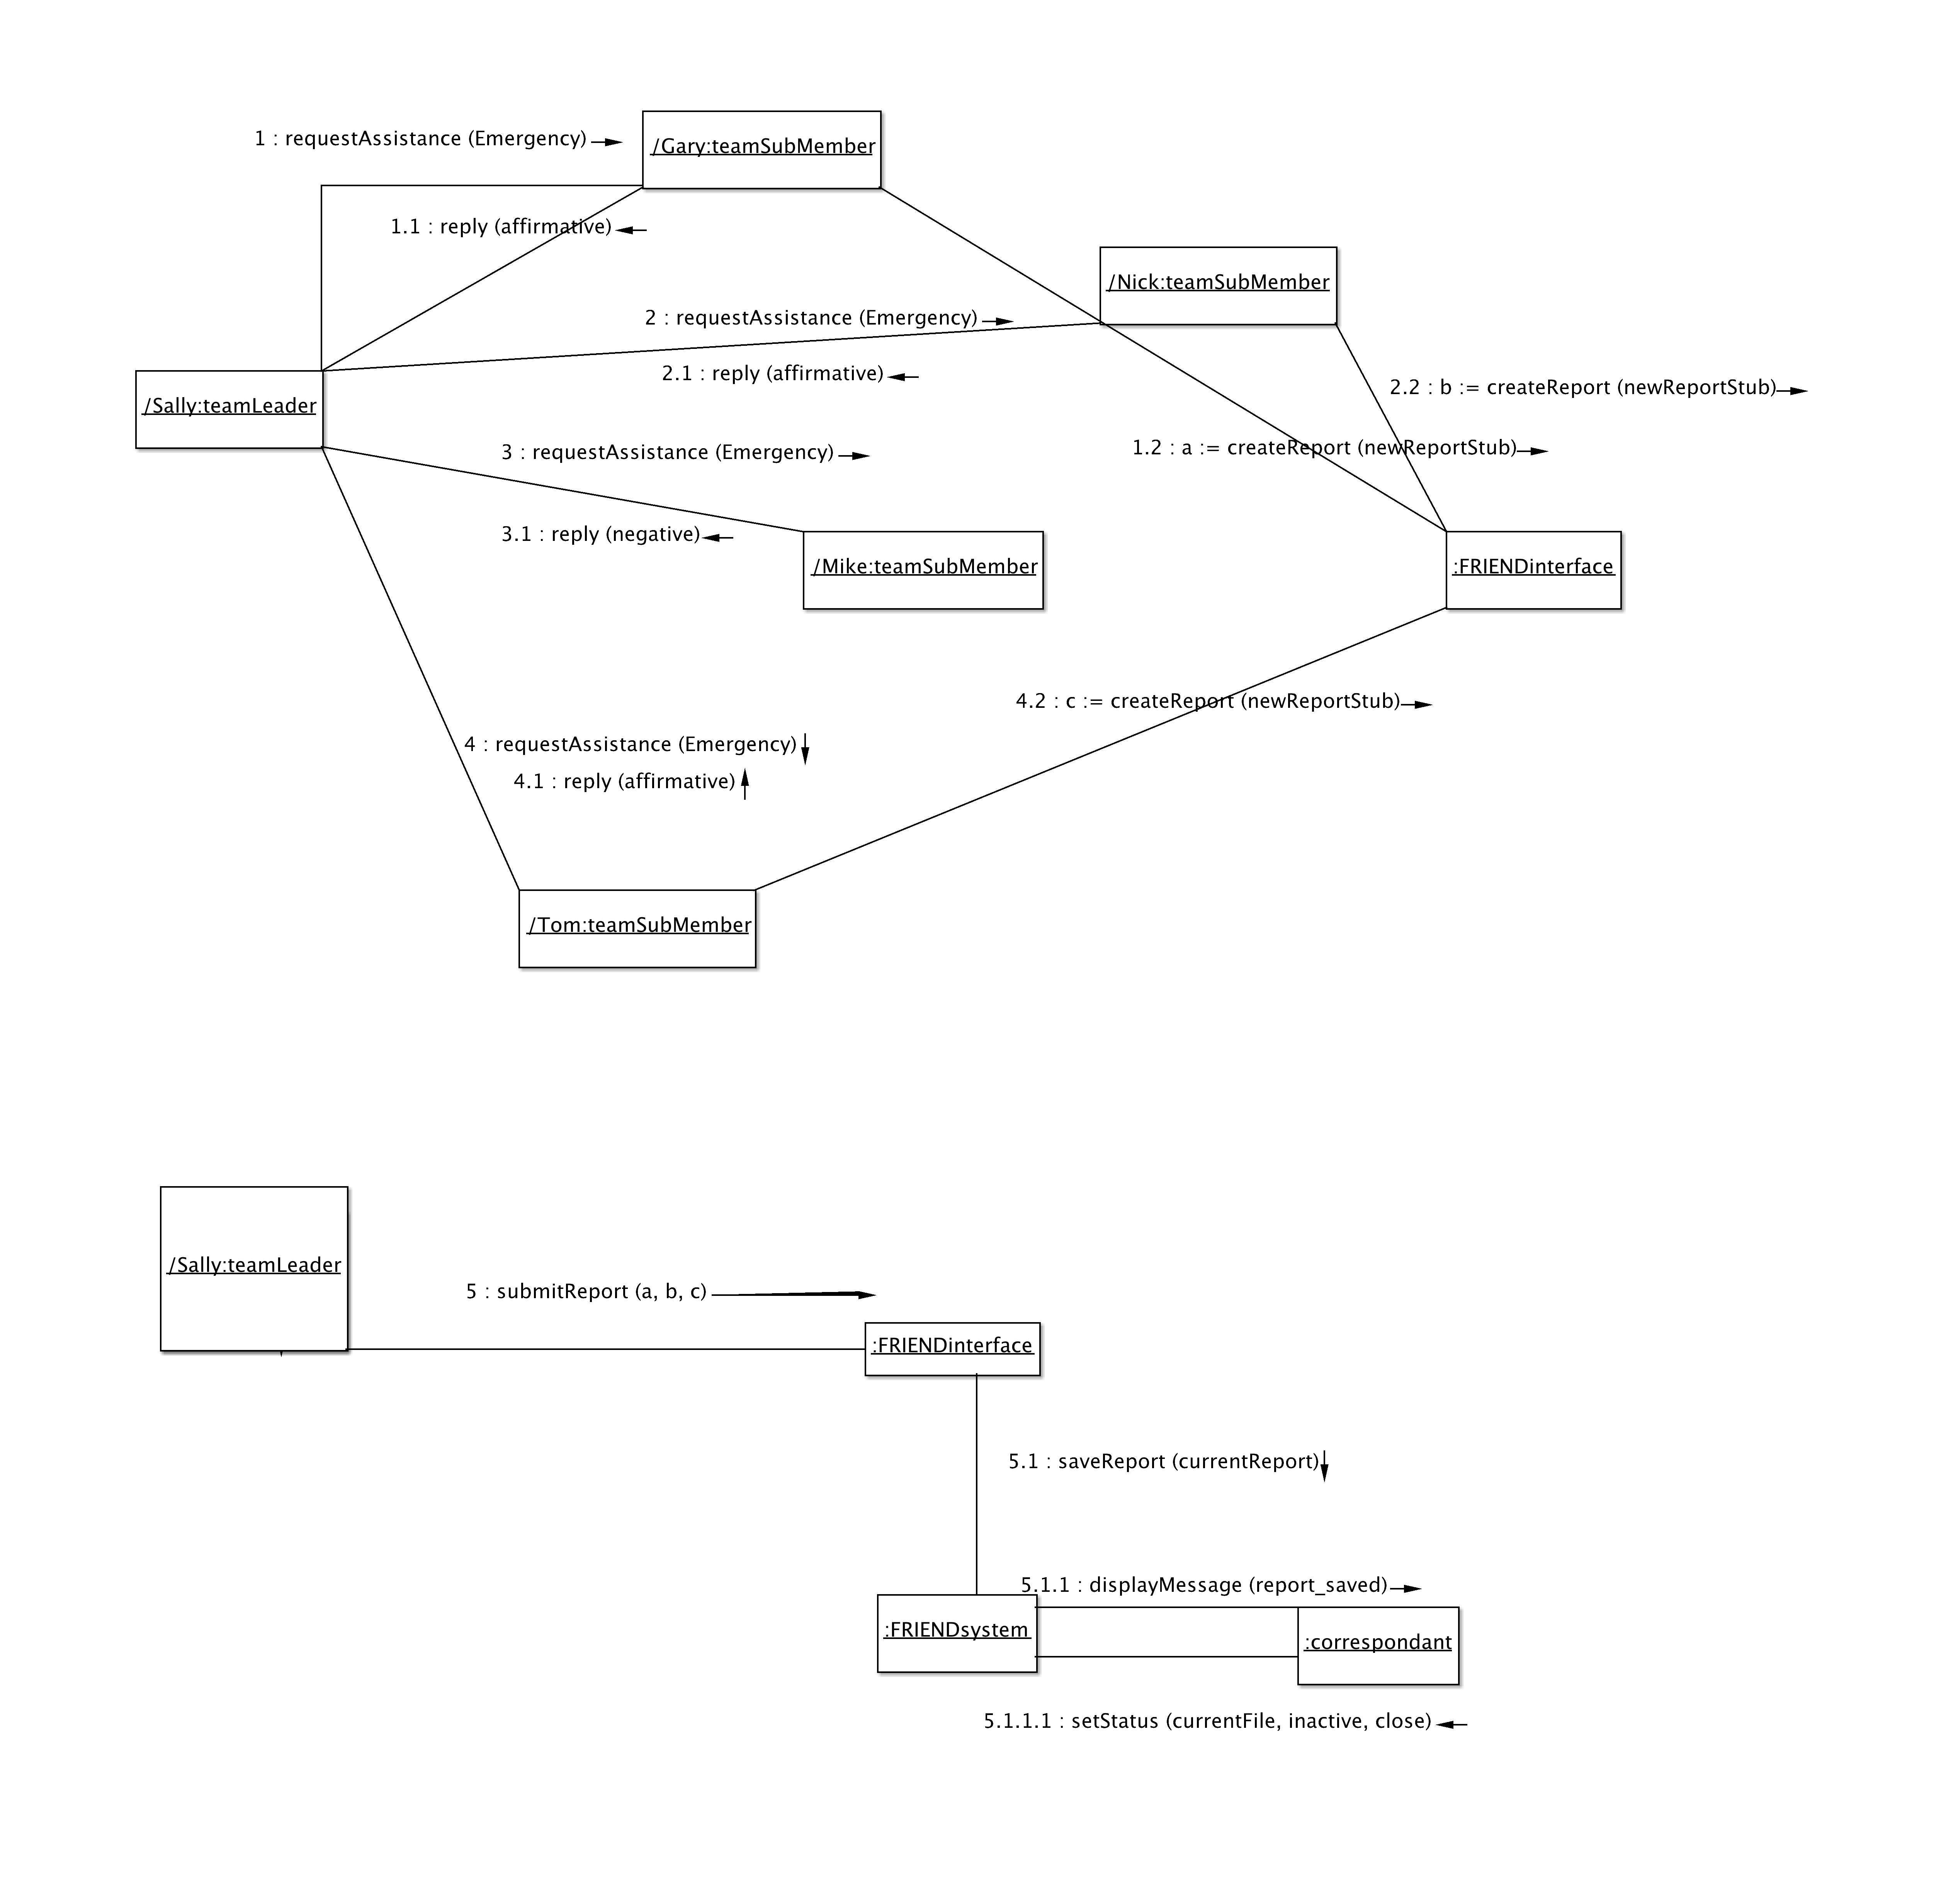 1 : requestAssistance (Emergency)
/Gary:teamSubMember
1.1 : reply (affirmative)
/Nick:teamSubMember
2 : requestAssistance (Emergency)
2.1 : reply (affirmative)
2.2 : b := createReport (newReportStub)
/Sally:teamLeader
1.2 : a := createReport (newReportStub)
3 : requestAssistance (Emergency)
3.1 : reply (negative)
/Mike:teamSubMember
:FRIENDinterface
4.2 : c := createReport (newReportStub)
4 : requestAssistance (Emergency)
4.1 : reply (affirmative)
/Tom:teamSubMember
/Sally:teamLeader
5 : submitReport (a, b, c)
:FRIENDinterface
5.1 : saveReport (currentReport)
5.1.1 : displayMessage (report_saved)
:FRIENDsystem
:correspondant
5.1.1.1 : setStatus (currentFile, inactive, close)